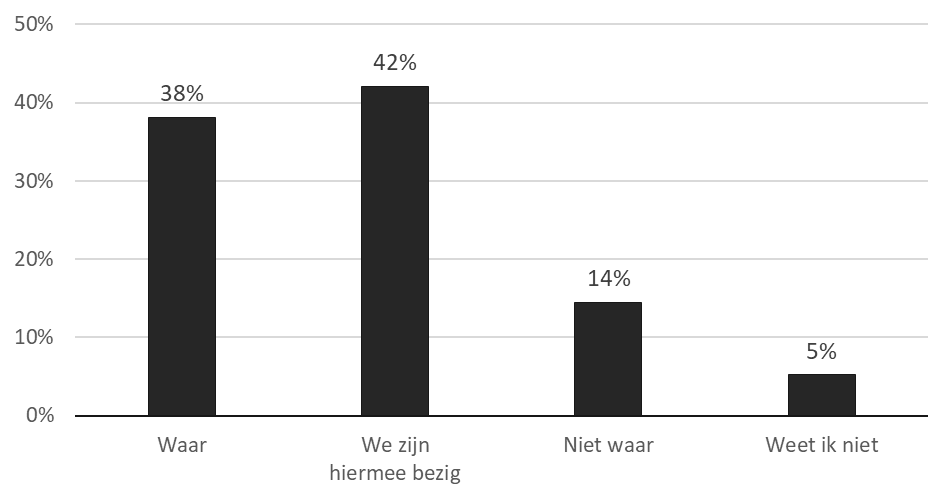 50%
42%
38%
40%
30%
20%
14%
10%
5%
0%
Waar
We zijn
hiermee bezig
Niet waar
Weet ik niet